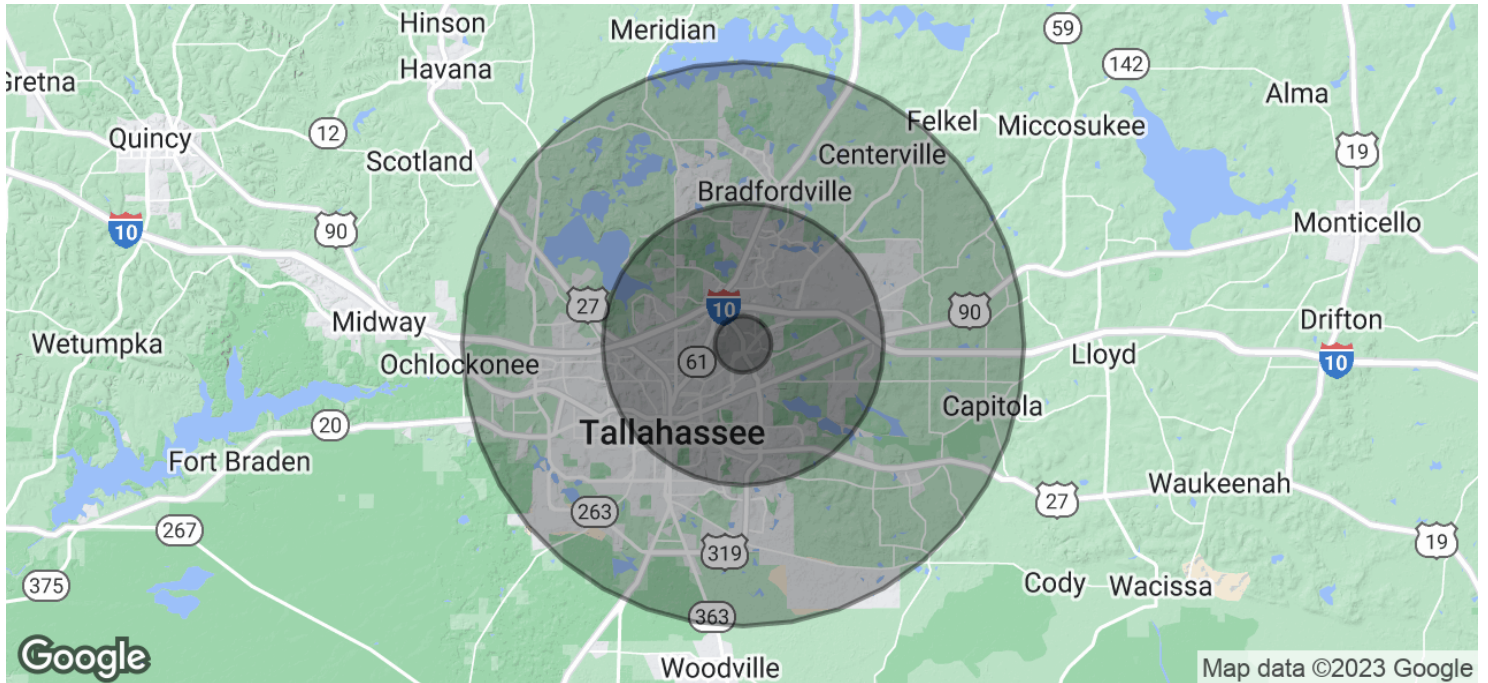 Hinson
Meridian
59
Havana
142
Gretna
Alma
Felkel
Miccosukee
Quincy
12
19
Scotland
Centerville
Bradfordville
10
90
Monticello
27
10
90
Midway
Drifton
Wetumpka
Ochlockonee
61
Lloyd
10
Capitola
20
Tallahassee
Fort Braden
Waukeenah
27
263
267
19
319
375
Cody
Wacissa
363
Google
Woodville
Map data ©2023 Google